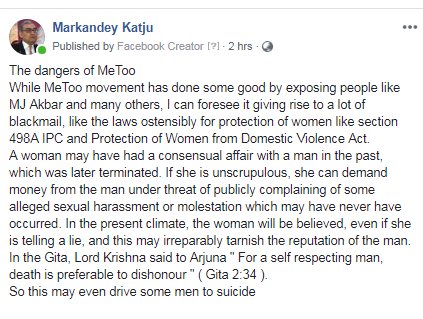 Markandey Katju
Published by Facebook Creator [?] · 2 hrs ·
The dangers of MeToo
While MeToo movement has done some good by exposing people like
MJ Akbar and many others, I can foresee it giving rise to a lot of
blackmail, like the laws ostensibly for protection of women like section
498A IPC and Protection of Women from Domestic Violence Act.
A woman may have had a consensual affair with a man in the past,
which was later terminated. If she is unscrupulous, she can demand
money from the man under threat of publicly complaining of some
alleged sexual harassment or molestation which may have never have
occurred. In the present climate, the woman will be believed, even if she
is telling a lie, and this may irreparably tarnish the reputation of the man.
In the Gita, Lord Krishna said to Arjuna " For a self respecting man,
death is preferable to dishonour " ( Gita 2:34 ).
So this may even drive some men to suicide